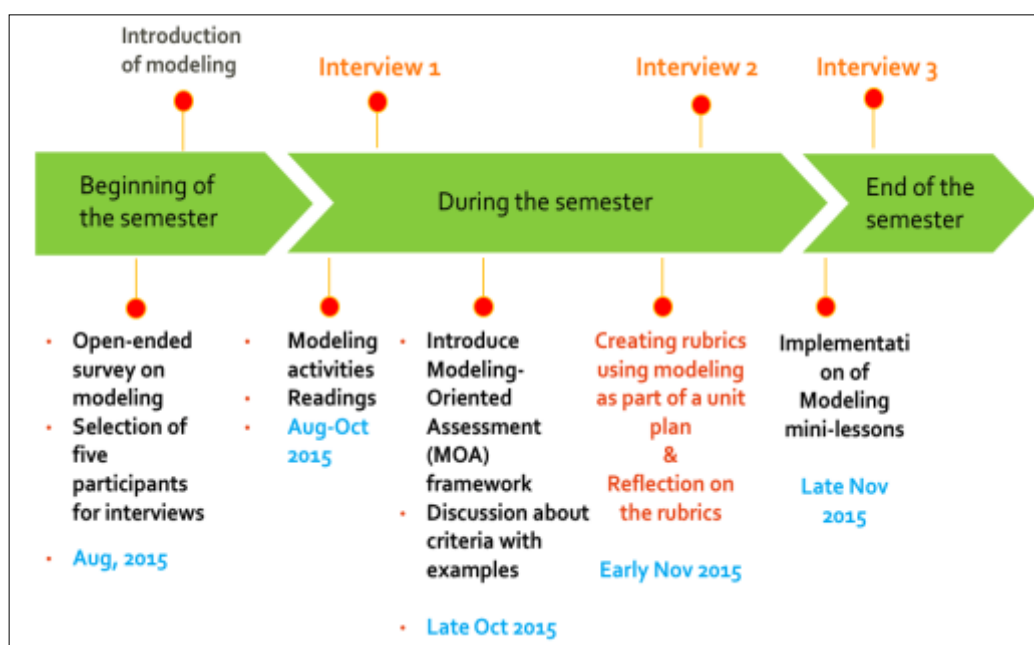 Introduction
of modeling
Interview 1
Interview 2
Interview 3
Beginning of
the semester
During the semester
End of the
semester
• Open-ended
survey on
modeling
• Selection of
five
participants
for interviews
• Aug, 2015
• Modeling
activities
• Readings
• Aug-Oct
2015
• Introduce
Modeling-
Oriented
Assessment
(MOA)
framework
• Discussion about
criteria with
examples
• Late Oct 2015
Creating rubrics
using modeling
as part of a unit
plan
&
Reflection on
the rubrics
Early Nov 2015
Implementati
on of
Modeling
mini-lessons
Late Nov
2015